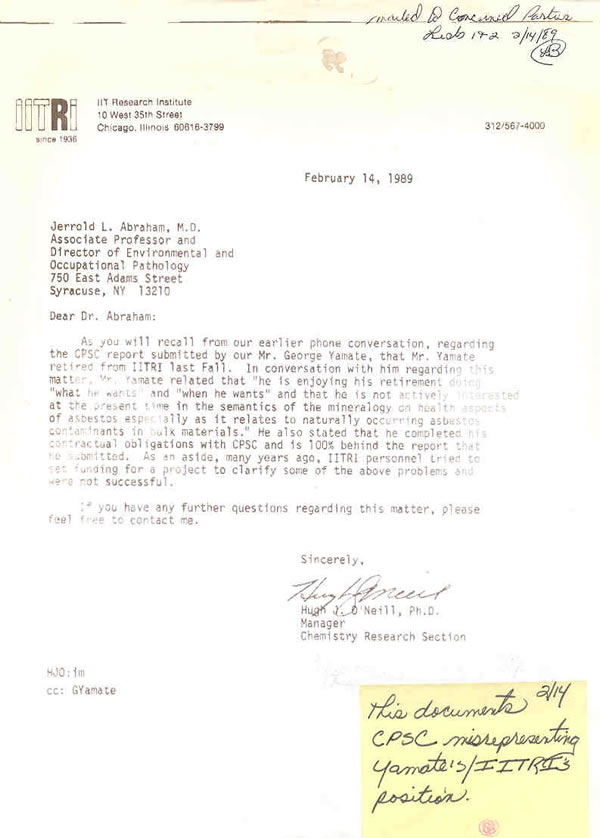 mailed to Concerned Parties
Lists 1+2 2/14/89
IITRI
since 1936
IIT Research Institute
10 West 35th Street
Chicago, Illinois 60616-3799
312/567-4000
February 14, 1989
Jerrold L. Abraham, M.D.
Associate Professor and
Director of Environmental and
Occupational Pathology
750 East Adams Street
Syracuse, NY 13210
Dear Dr. Abraham:
As you will recall from our earlier phone conversation, regarding
the CPSC report submitted by our Mr. George Yamate, that Mr. Yamate
retired from IITRI last Fall. In conversation with him regarding this
matter, Mr. Yamate related that "he is enjoying his retirement doing
"what he wants" and "when he wants" and that he is not actively interested
at the present time in the semantics of the mineralogy on health aspects
of asbestos especially as it relates to naturally occurring asbestos
contaminants in bulk materials." He also stated that he completed his
contractual obligations with CPSC and is 100% behind the report that
he submitted. As an aside, many years ago, IITRI personnel tried to
get funding for a project to clarify some of the above problems and
were not successful.
If you have any further questions regarding this matter, please
feel free to contact me.
Sincerely,
Hugh J. O'Neill
Hugh J. O'Neill, Ph.D.
Manager
Chemistry Research Section
HJO:jm
cc: GYamate
2/14
This documents
CPSC misrepresenting
Yamate's/IITRI's
position.